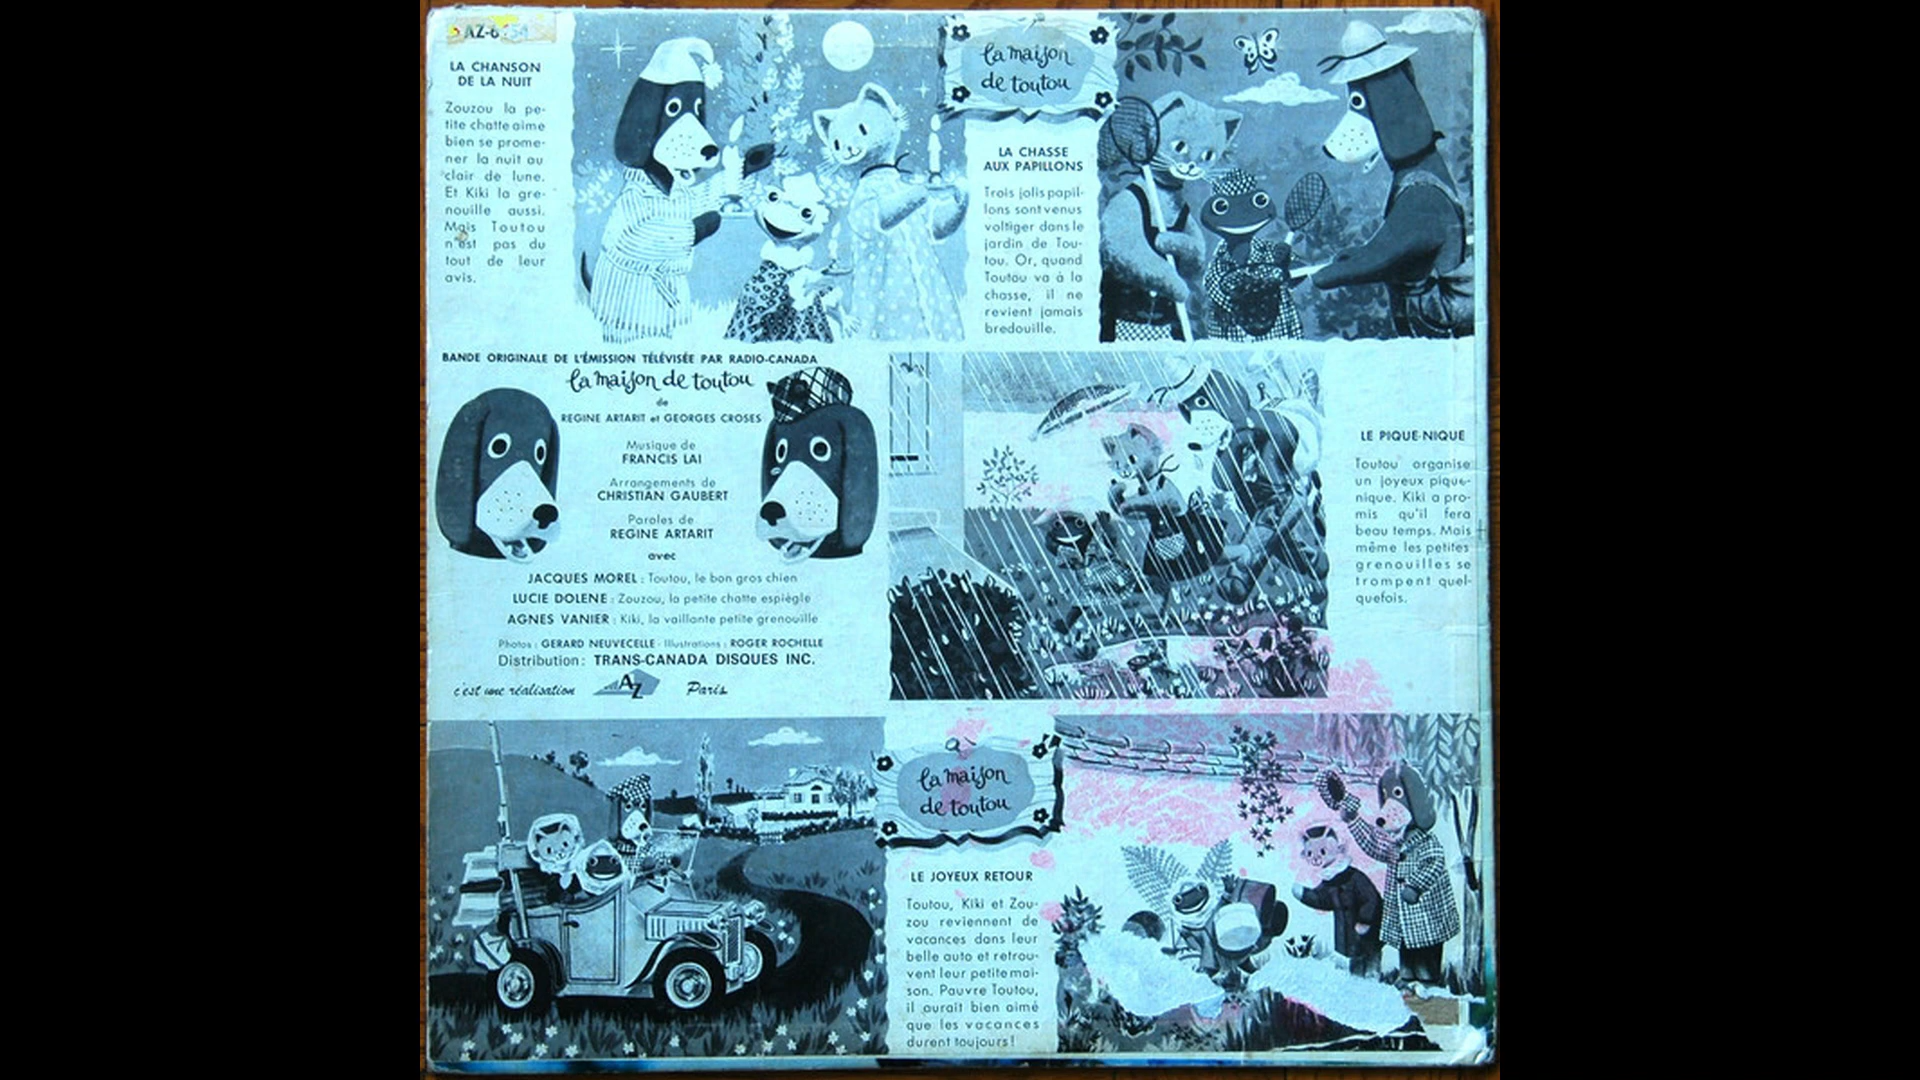 LA CHANSON
DE LA NUIT
Zouzou la pe-
tite chatte aime
bien se prome-
ner la nuit au
clair de lune.
Et Kiki la gre-
nouille aussi.
Mais Toutou
n'est pas du
tout de leur
avis.
la maison
de toutou
LA CHASSE
AUX PAPILLONS
Trois jolis papil-
lons sont venus
voltiger dans le
jardin de Tou-
tou. Or, quand
Toutou va à la
chasse, il ne
revient jamais
bredouille.
BANDE ORIGINALE DE L'ÉMISSION TÉLÉVISÉE PAR RADIO-CANADA
la maison de toutou
de
REGINE ARTARIT et GEORGES CROSES
Musique de
FRANCIS LAI
Arrangements de
CHRISTIAN GAUBERT
Paroles de
REGINE ARTARIT
avec
JACQUES MOREL : Toutou, le bon gros chien
LUCIE DOLENE : Zouzou, la petite chatte espiègle
AGNES VANIER : Kiki, la vaillante petite grenouille
Photos : GERARD NEUVECELLE - Illustrations : ROGER ROCHELLE
Distribution: TRANS-CANADA DISQUES INC.
c'est une réalisation AZ Paris
LE PIQUE-NIQUE
Toutou organise
un joyeux pique-
nique. Kiki a pro-
mis qu'il fera
beau temps. Mais
même les petites
grenouilles se
trompent quel-
quefois.
la maison
de toutou
LE JOYEUX RETOUR
Toutou, Kiki et Zou-
zou reviennent de
vacances dans leur
belle auto et retrou-
vent leur petite mai-
son. Pauvre Toutou,
il aurait bien aimé
que les vacances
durent toujours!